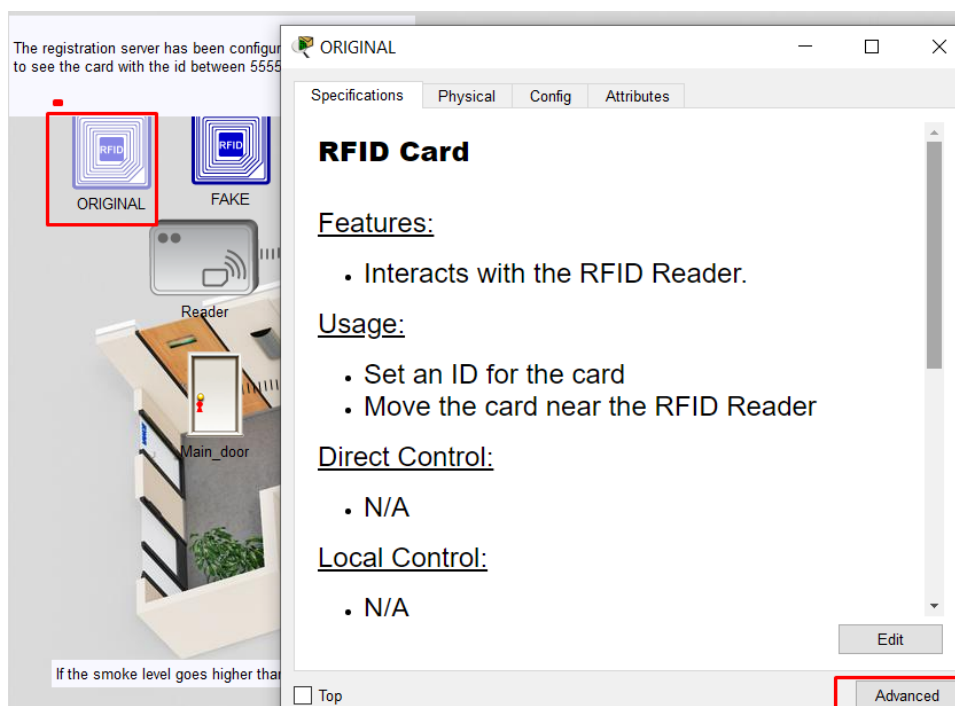 The registration server has been configur
to see the card with the id between 5555
RFID
ORIGINAL
RFID
FAKE
Reader
Main_door
If the smoke level goes higher than
ORIGINAL
Specifications
Physical
Config
Attributes
RFID Card
Features:
• Interacts with the RFID Reader.
Usage:
• Set an ID for the card
• Move the card near the RFID Reader
Direct Control:
• N/A
Local Control:
• N/A
Edit
Top
Advanced